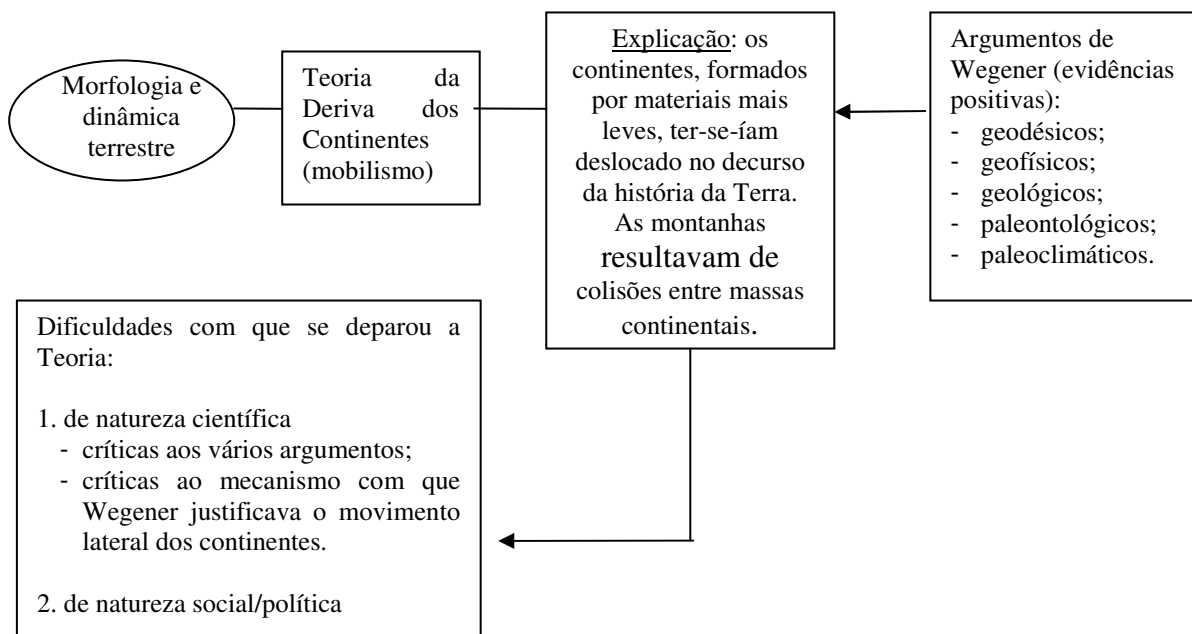 Morfologia e
dinâmica
terrestre
Teoria da
Deriva dos
Continentes
(mobilismo)
Explicação: os
continentes, formados
por materiais mais
leves, ter-se-íam
deslocado no decurso
da história da Terra.
As montanhas
resultavam de
colisões entre massas
continentais.
Argumentos de
Wegener (evidências
positivas):
- geodésicos;
- geofísicos;
- geológicos;
- paleontológicos;
- paleoclimáticos.
Dificuldades com que se deparou a
Teoria:
1. de natureza científica
- críticas aos vários argumentos;
- críticas ao mecanismo com que
Wegener justificava o movimento
lateral dos continentes.
2. de natureza social/política